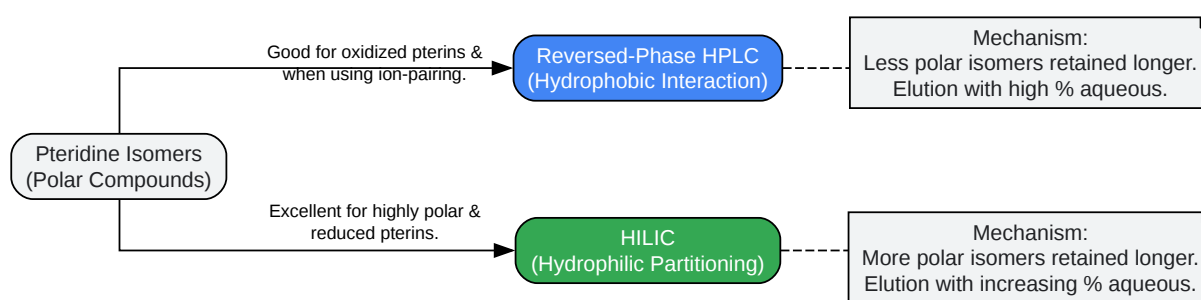 Pteridine Isomers
(Polar Compounds)
Good for oxidized pterins &
when using ion-pairing.
Reversed-Phase HPLC
(Hydrophobic Interaction)
Mechanism:
Less polar isomers retained longer.
Elution with high % aqueous.
Excellent for highly polar &
reduced pterins.
HILIC
(Hydrophilic Partitioning)
Mechanism:
More polar isomers retained longer.
Elution with increasing % aqueous.